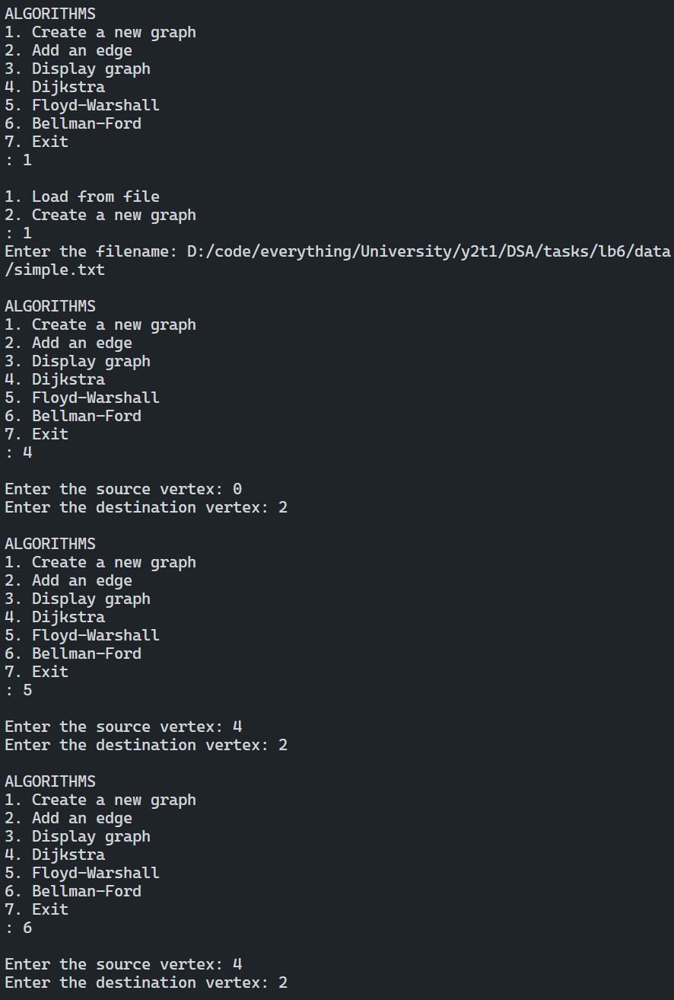 ALGORITHMS
1. Create a new graph
2. Add an edge
3. Display graph
4. Dijkstra
5. Floyd-Warshall
6. Bellman-Ford
7. Exit
: 1

1. Load from file
2. Create a new graph
: 1
Enter the filename: D:/code/everything/University/y2t1/DSA/tasks/lb6/data
/simple.txt

ALGORITHMS
1. Create a new graph
2. Add an edge
3. Display graph
4. Dijkstra
5. Floyd-Warshall
6. Bellman-Ford
7. Exit
: 4

Enter the source vertex: 0
Enter the destination vertex: 2

ALGORITHMS
1. Create a new graph
2. Add an edge
3. Display graph
4. Dijkstra
5. Floyd-Warshall
6. Bellman-Ford
7. Exit
: 5

Enter the source vertex: 4
Enter the destination vertex: 2

ALGORITHMS
1. Create a new graph
2. Add an edge
3. Display graph
4. Dijkstra
5. Floyd-Warshall
6. Bellman-Ford
7. Exit
: 6

Enter the source vertex: 4
Enter the destination vertex: 2